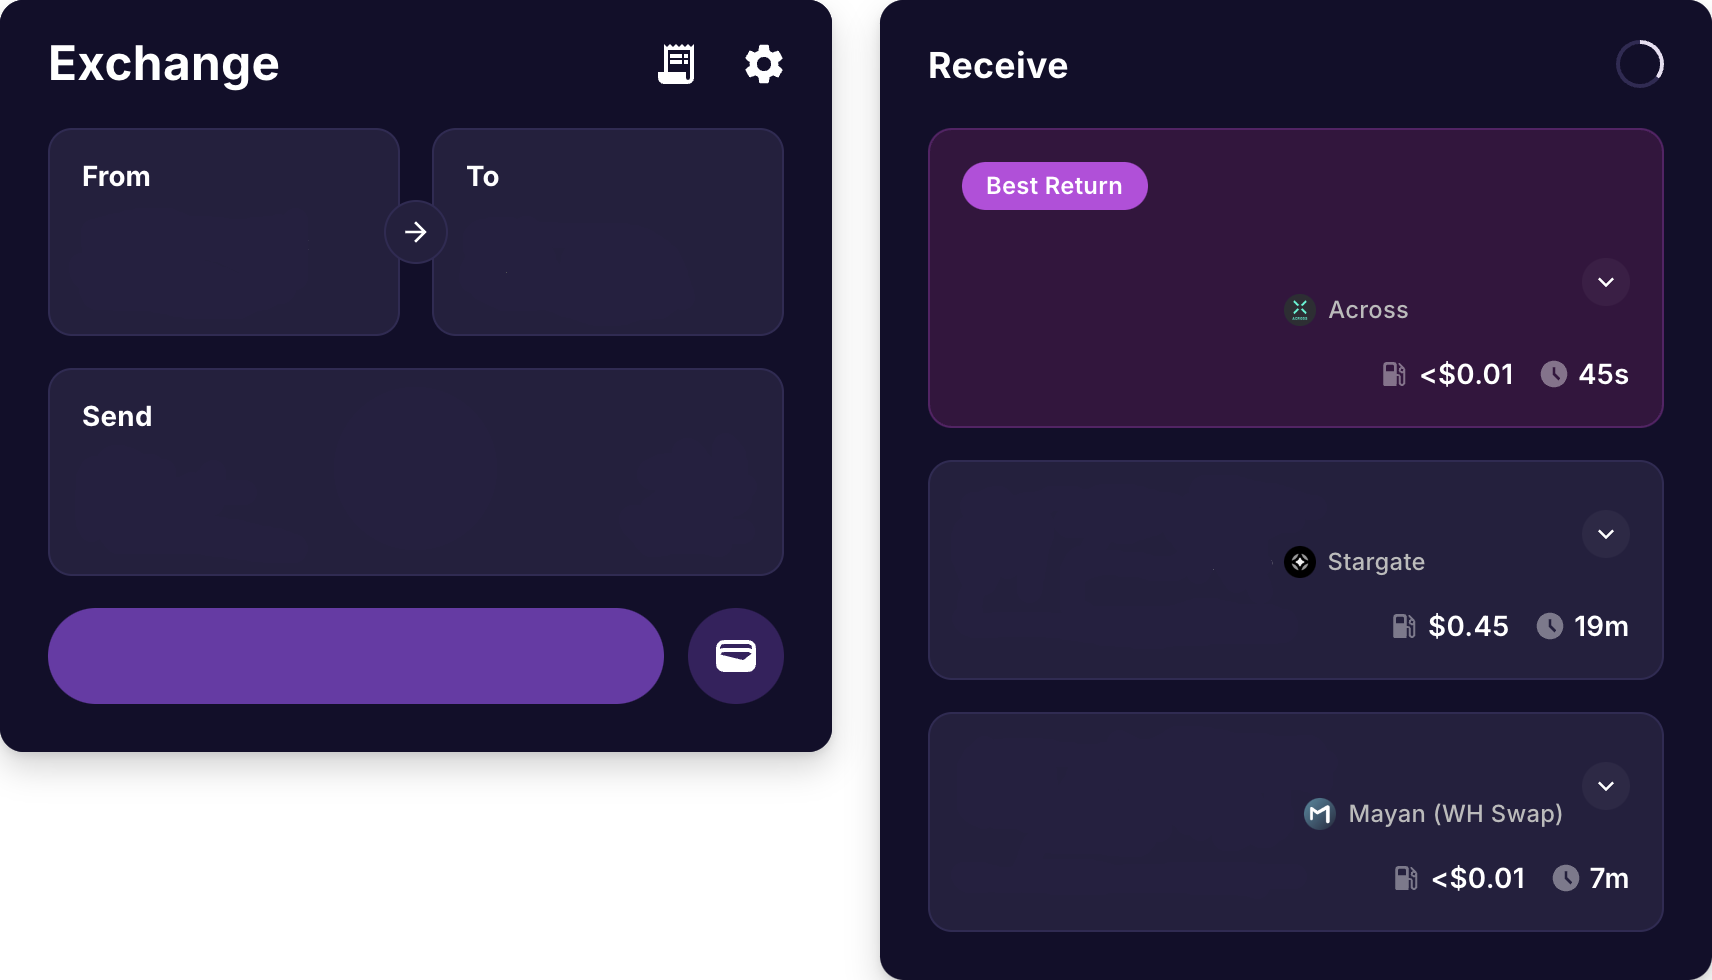 Exchange
From
To
Send
Receive
Best Return
Across
<$0.01 45s
Stargate
$0.45 19m
Mayan (WH Swap)
<$0.01 7m